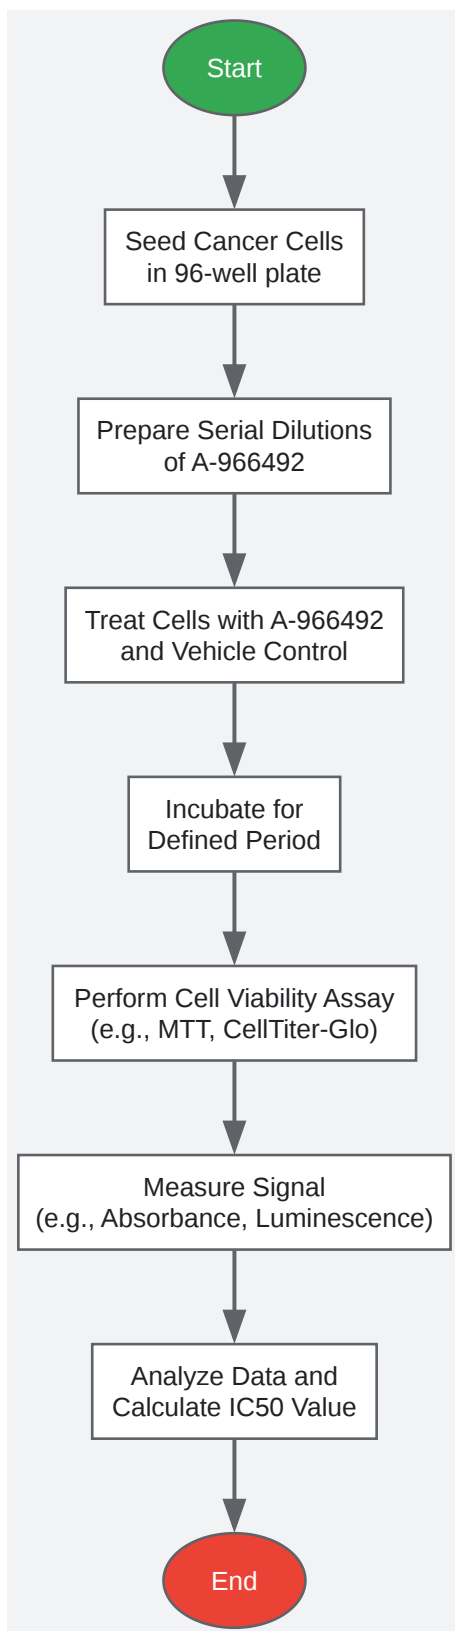 Start
Seed Cancer Cells
in 96-well plate
Prepare Serial Dilutions
of A-966492
Treat Cells with A-966492
and Vehicle Control
Incubate for
Defined Period
Perform Cell Viability Assay
(e.g., MTT, CellTiter-Glo)
Measure Signal
(e.g., Absorbance, Luminescence)
Analyze Data and
Calculate IC50 Value
End